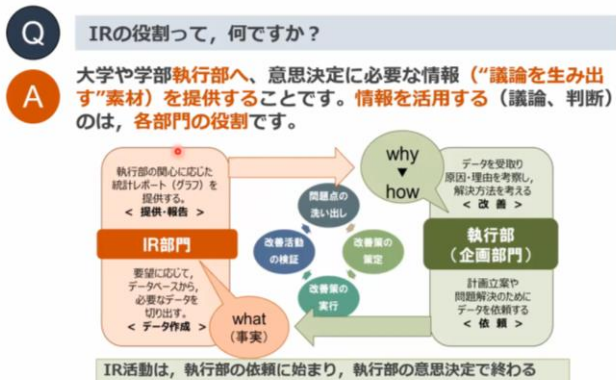 Q
IRの役割って，何ですか？
A
大学や学部執行部へ、意思決定に必要な情報（“議論を生み出
す”素材）を提供することです。情報を活用する（議論、判断）
のは，各部門の役割です。
執行部の関心に応じた
統計レポート（グラフ）を
提供する。
＜ 提供・報告 ＞
IR部門
要望に応じて，
データベースから，
必要なデータを
切り出す。
＜ データ作成 ＞
what
（事実）
問題点の
洗い出し
改善策の
策定
改善策の
実行
改善活動
の検証
why
▼
how
データを受取り
原因・理由を考察し，
解決方法を考える
＜ 改 善 ＞
執行部
（企画部門）
計画立案や
問題解決のために
データを依頼する
＜ 依 頼 ＞
IR活動は，執行部の依頼に始まり，執行部の意思決定で終わる